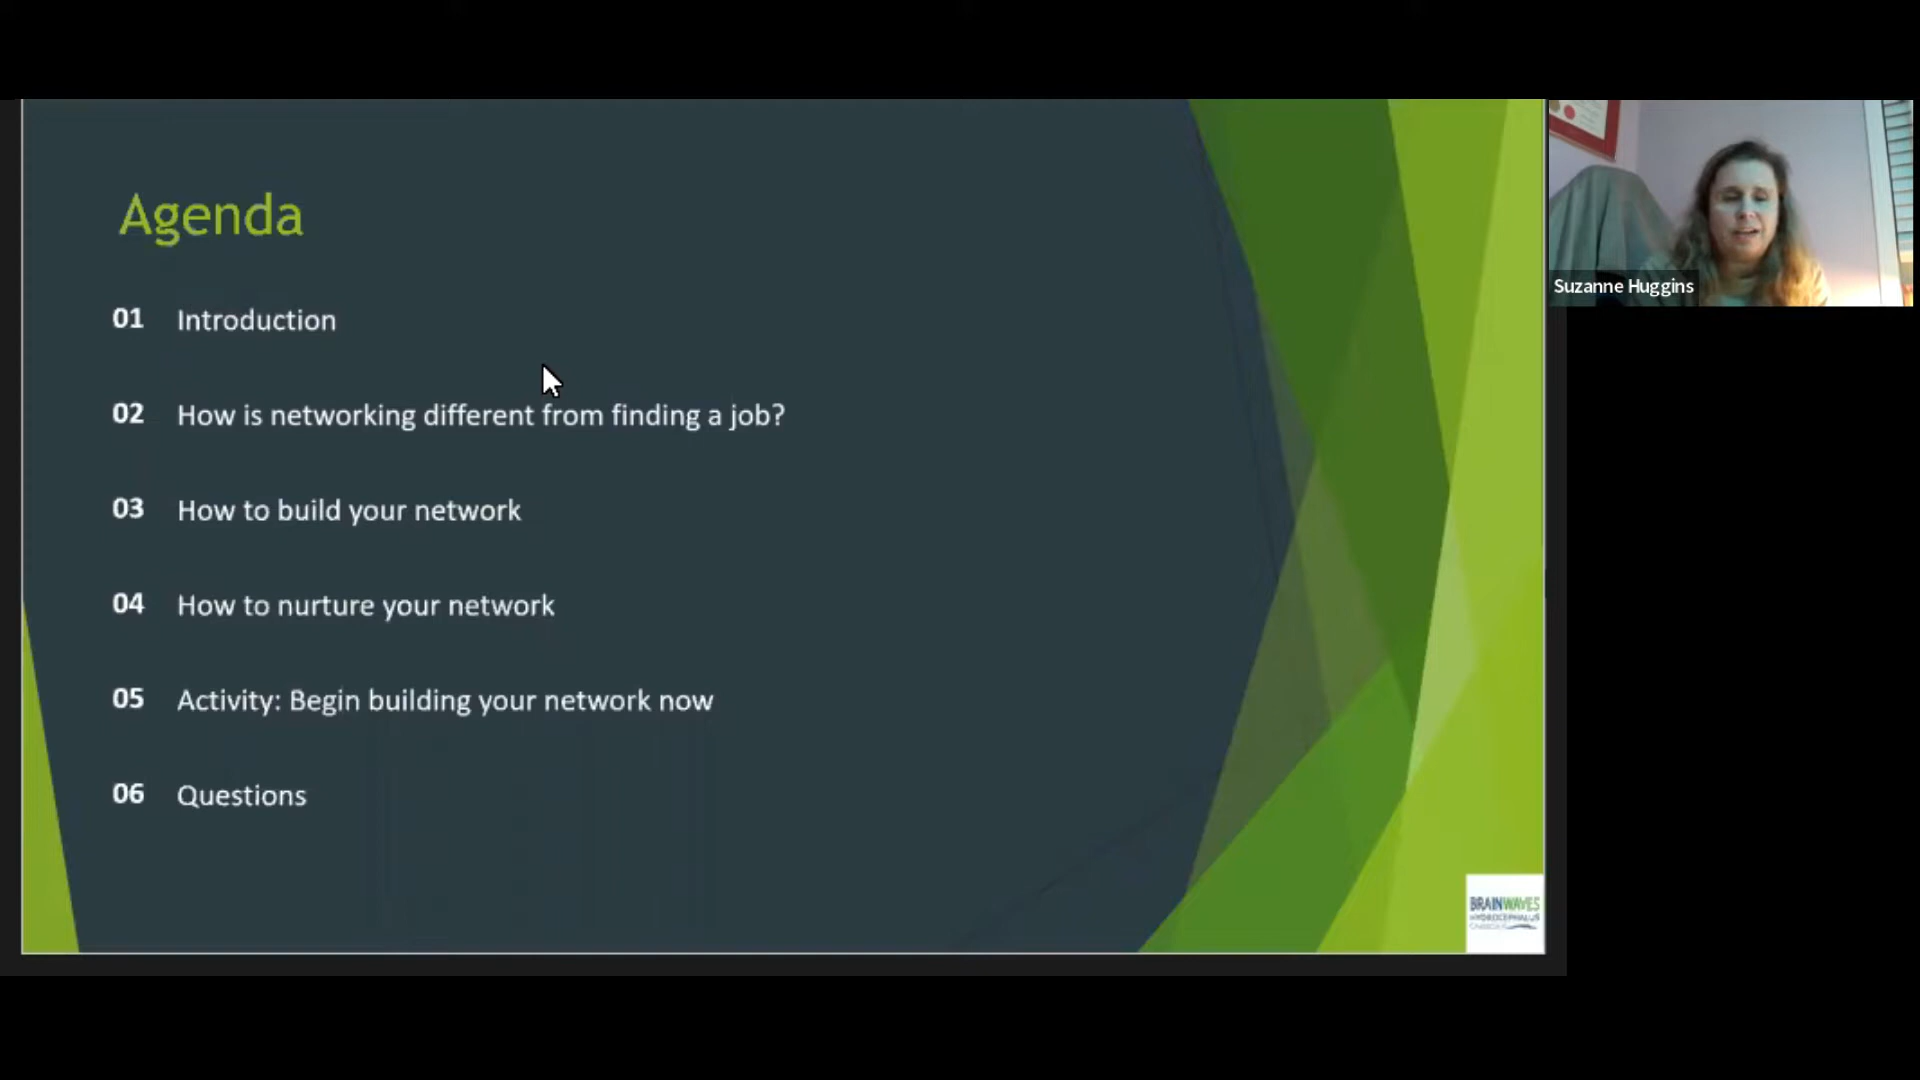 Agenda
01 Introduction
02 How is networking different from finding a job?
03 How to build your network
04 How to nurture your network
05 Activity: Begin building your network now
06 Questions
Suzanne Huggins
BRAINWAVES
HYDROCEPHALUS